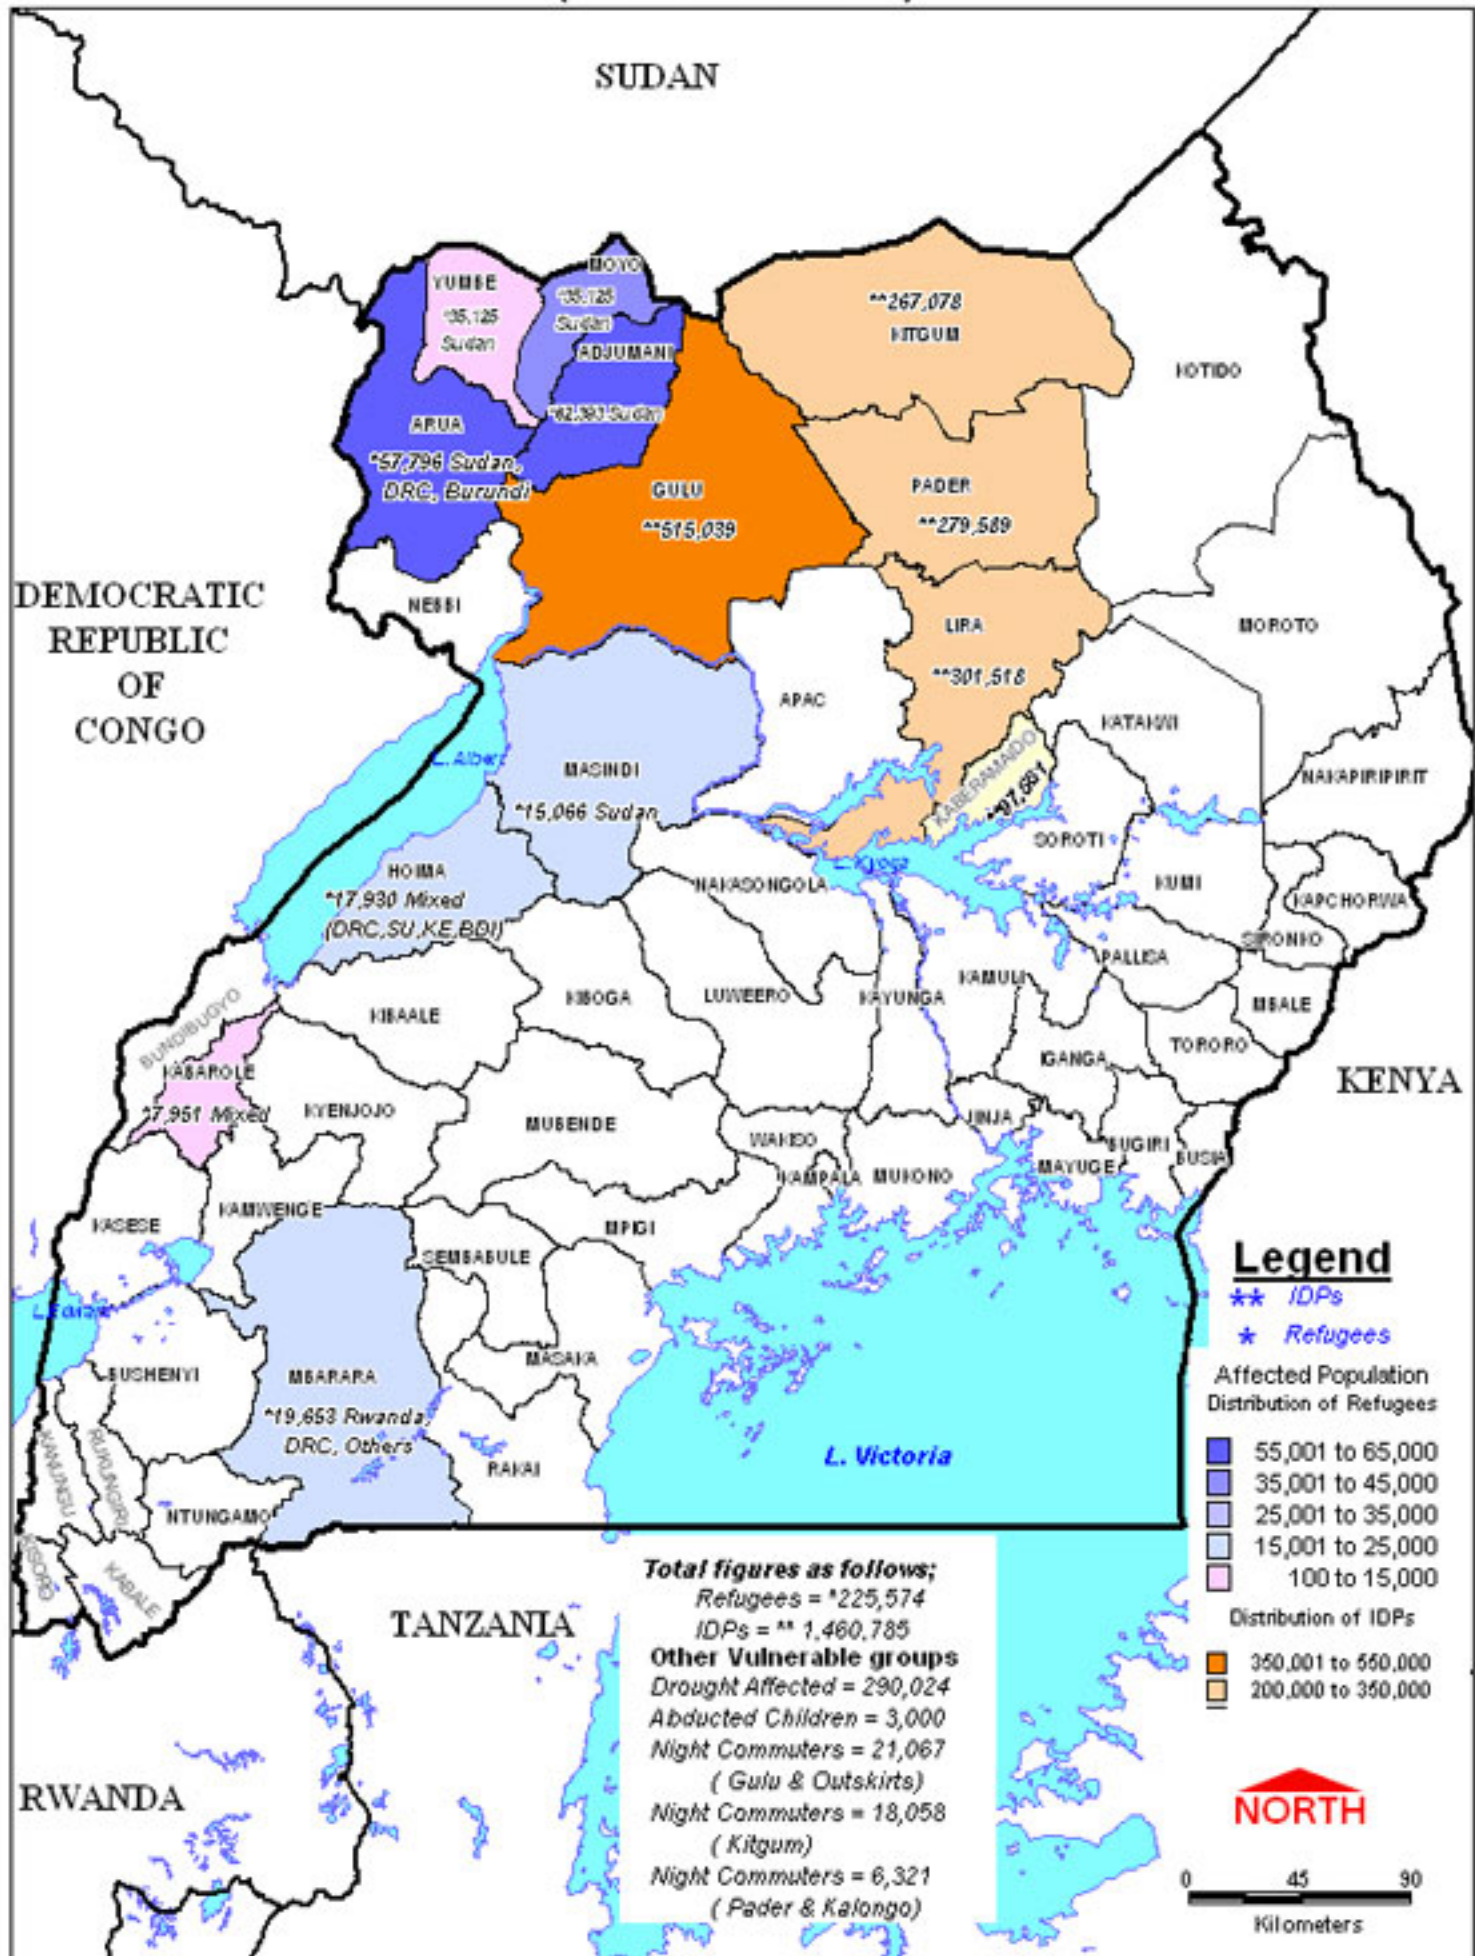 SUDAN
MOYO
*35,125
Sudan
YUMBE
*35,125
Sudan
ADJUMANI
Sudan
ARUA
*57,796 Sudan,
DRC, Burundi
**267,078
KITGUM
KOTIDO
GULU
**515,039
PADER
**279,589
DEMOCRATIC
REPUBLIC
OF
CONGO
NEBBI
LIRA
**301,518
MOROTO
APAC
KATAKWI
L. Albert
MASINDI
*15,066 Sudan
KABERAMAIDO
NAKAPIRIPIRIT
SOROTI
L. Kyoga
HOIMA
*17,930 Mixed
(DRC,SU,KE,BDI)
NAKASONGOLA
KUMI
KAPCHORWA
SIRONKO
PALLISA
KAMULI
KIBOGA
LUWEERO
KAYUNGA
MBALE
KIBAALE
BUNDIBUGYO
TORORO
IGANGA
KABAROLE
*7,951 Mixed
KYENJOJO
KENYA
MUBENDE
JINJA
WAKISO
BUGIRI
BUSIA
MAYUGE
KAMPALA
MUKONO
KASESE
KAMWENGE
MPIGI
SEMBABULE
L.Edward
BUSHENYI
MBARARA
*19,653 Rwanda,
DRC, Others
MASAKA
RAKAI
L. Victoria
KANUNGU
RUKUNGIRI
NTUNGAMO
KISORO
KABALE
Legend
** IDPs
* Refugees
Affected Population
Distribution of Refugees
55,001 to 65,000
35,001 to 45,000
25,001 to 35,000
15,001 to 25,000
100 to 15,000
Distribution of IDPs
350,001 to 550,000
200,000 to 350,000
TANZANIA
RWANDA
Total figures as follows;
Refugees = *225,574
IDPs = ** 1,460,785
Other Vulnerable groups
Drought Affected = 290,024
Abducted Children = 3,000
Night Commuters = 21,067
( Gulu & Outskirts)
Night Commuters = 18,058
( Kitgum)
Night Commuters = 6,321
( Pader & Kalongo)
NORTH
0 45 90
Kilometers